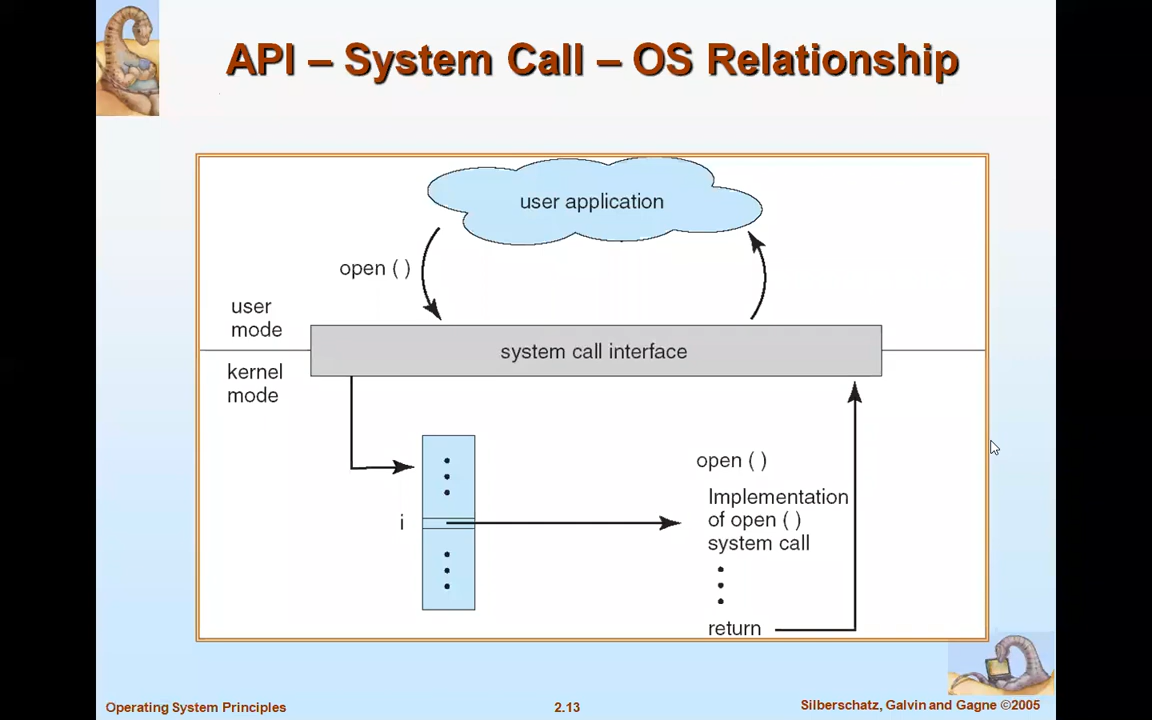 API – System Call – OS Relationship
user application
open ( )
user
mode
system call interface
kernel
mode
i
open ( )
Implementation
of open ( )
system call
return
Operating System Principles
2.13
Silberschatz, Galvin and Gagne ©2005